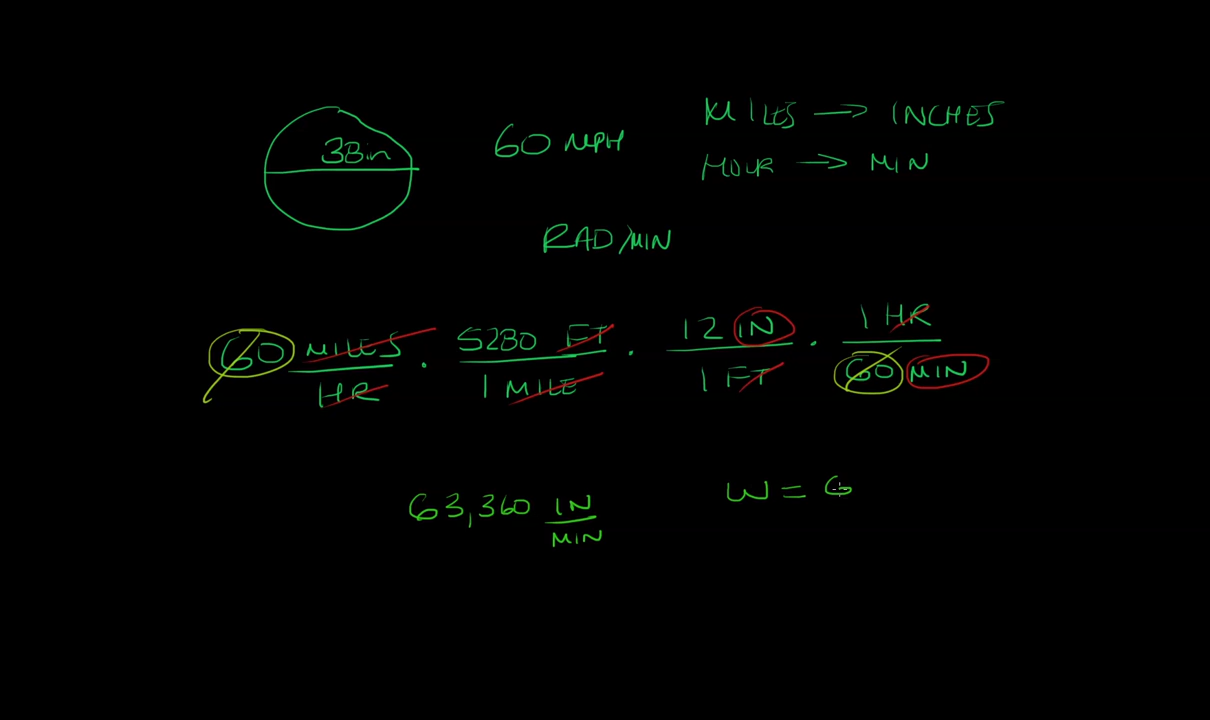 38in
60 MPH
MILES → INCHES
HOUR → MIN
RAD/MIN
60 MILES / HR · 5280 FT / 1 MILE · 12 IN / 1 FT · 1 HR / 60 MIN
63,360 IN / MIN
W = 6